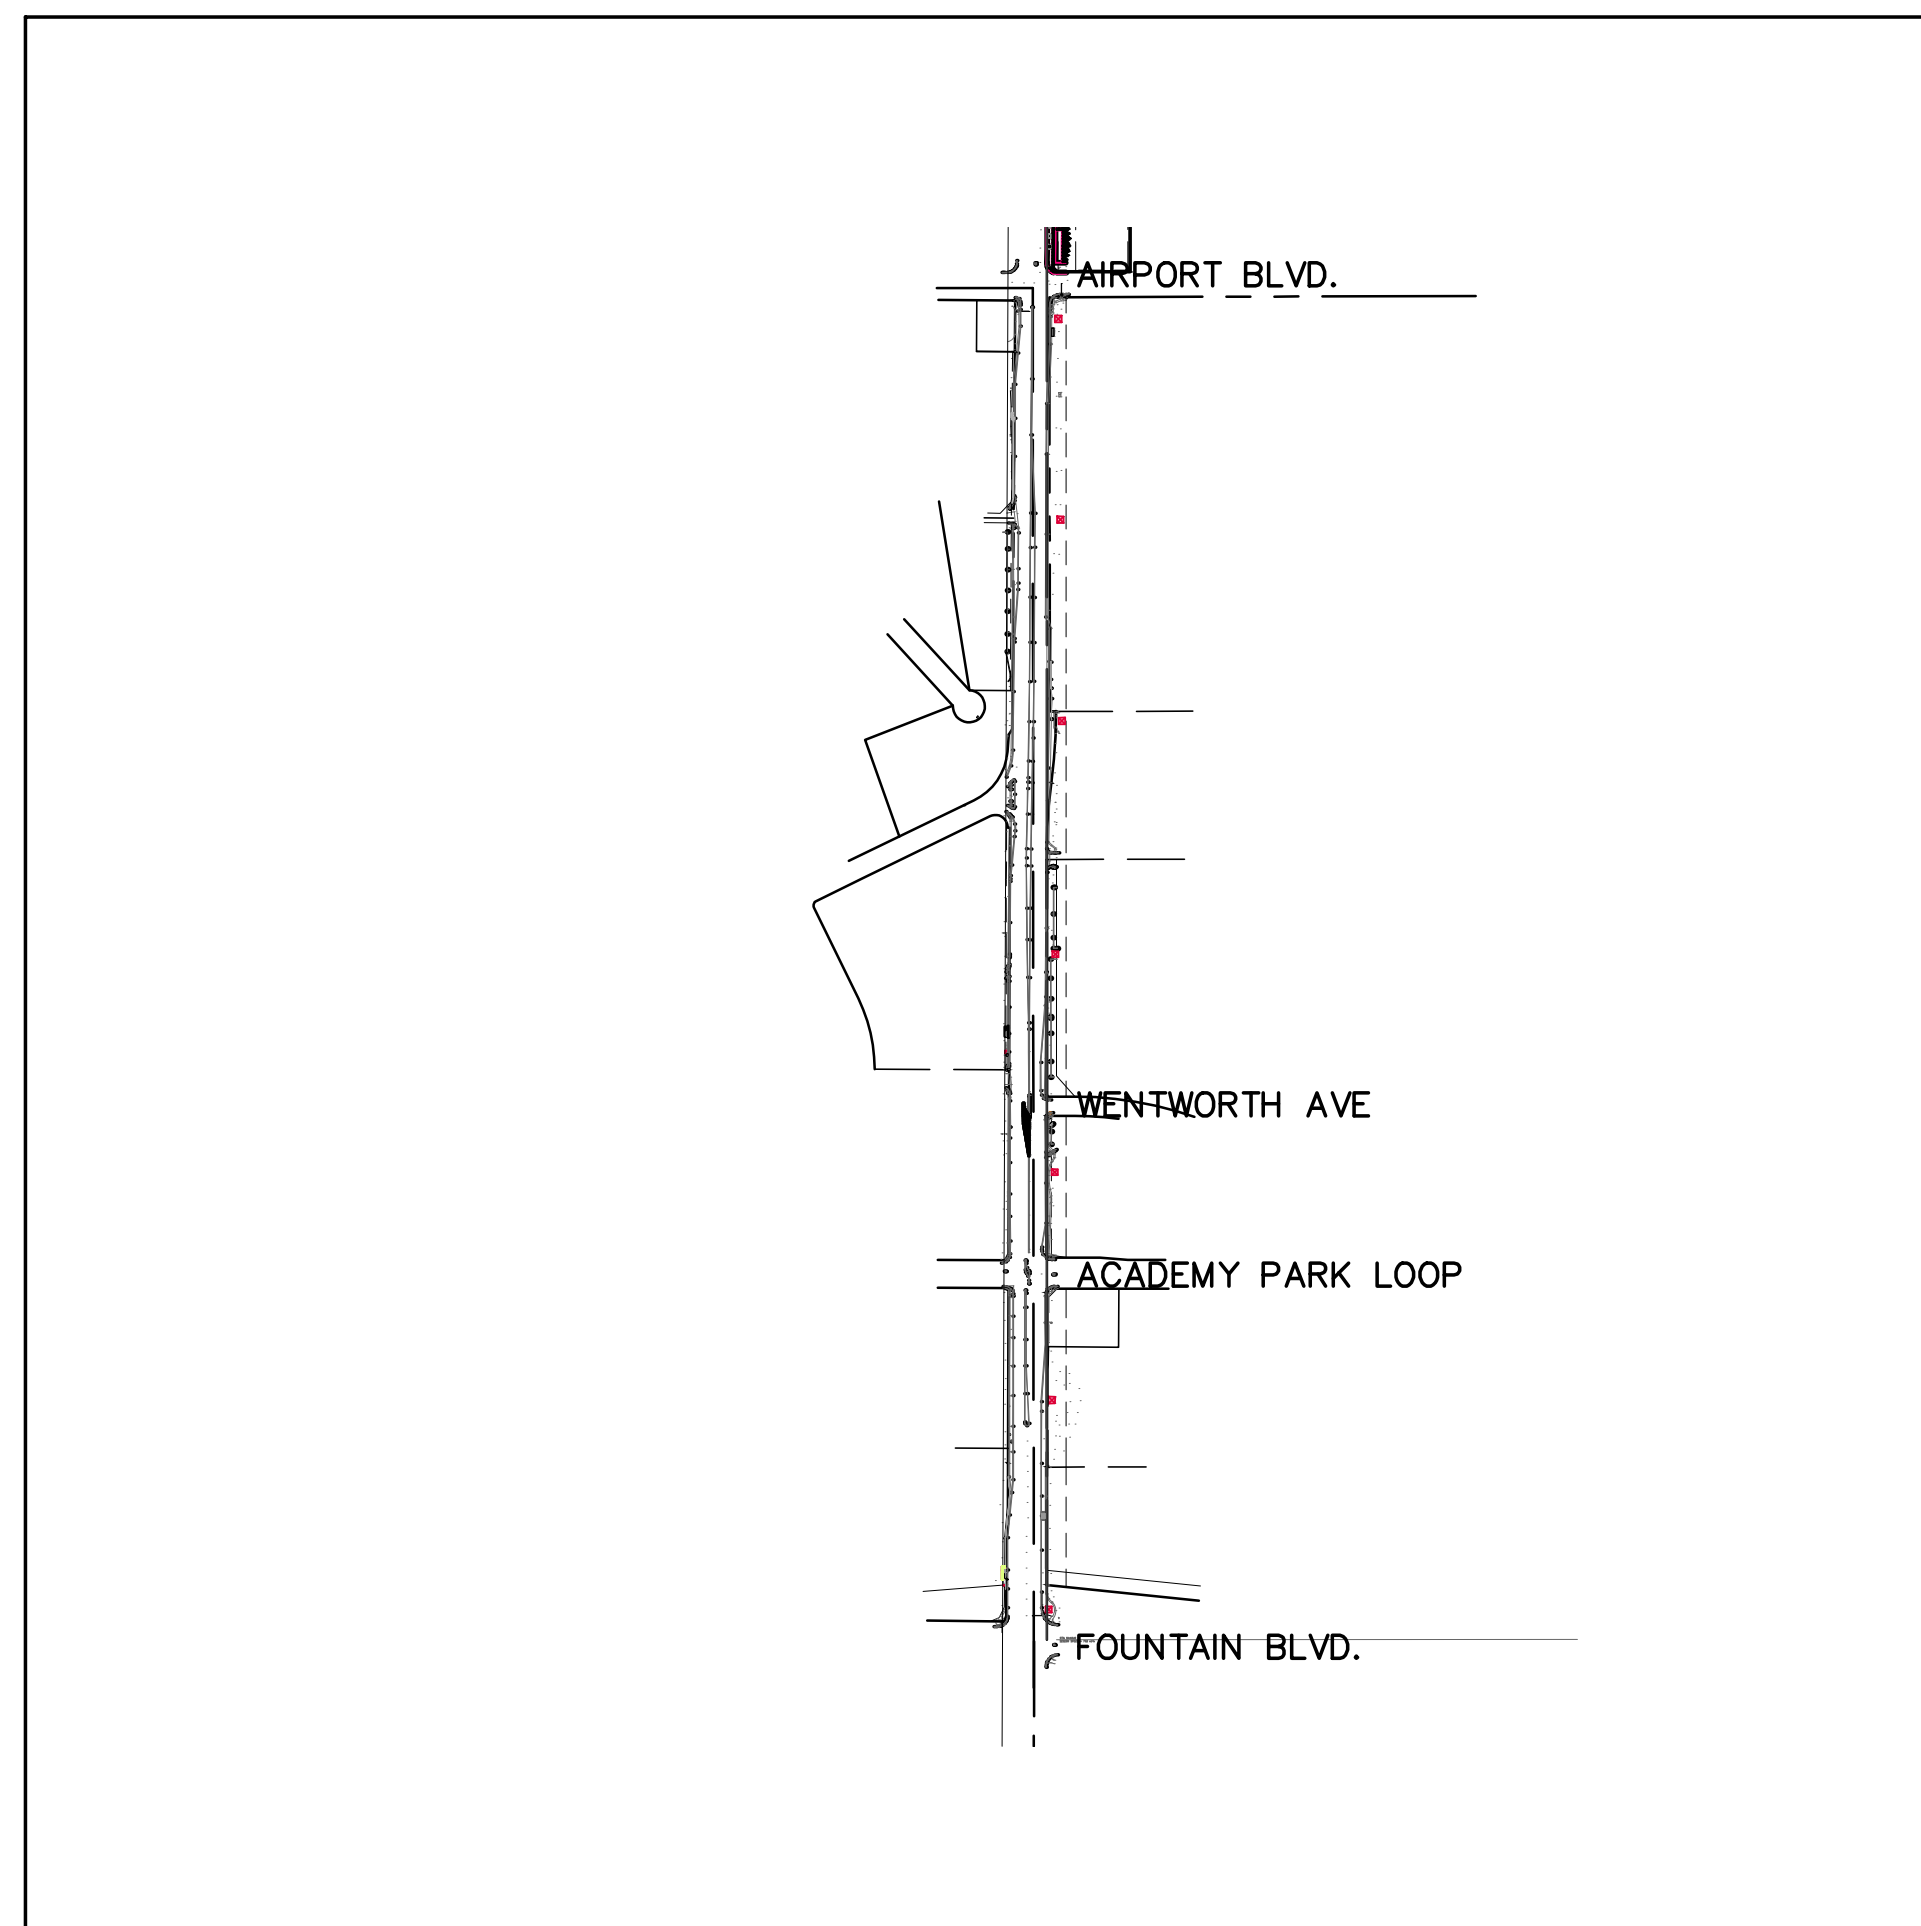 AIRPORT BLVD.
WENTWORTH AVE
ACADEMY PARK LOOP
FOUNTAIN BLVD.